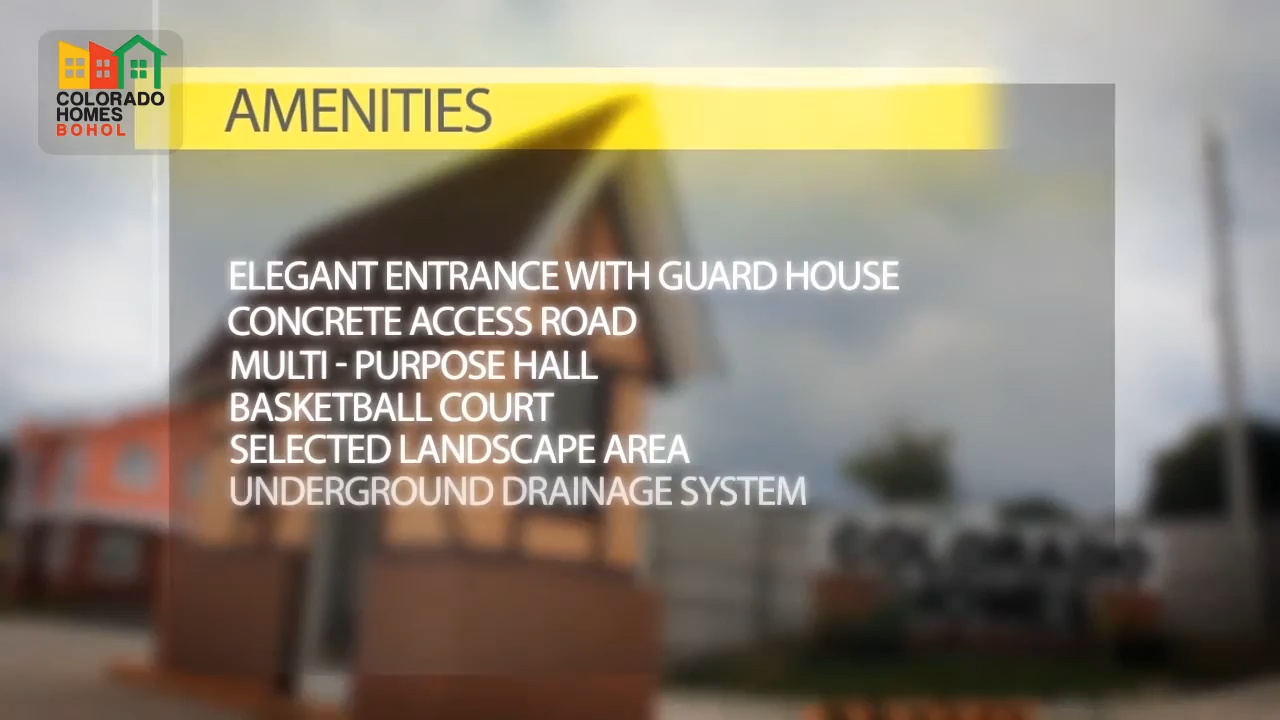 COLORADO
HOMES
BOHOL
AMENITIES
ELEGANT ENTRANCE WITH GUARD HOUSE
CONCRETE ACCESS ROAD
MULTI - PURPOSE HALL
BASKETBALL COURT
SELECTED LANDSCAPE AREA
UNDERGROUND DRAINAGE SYSTEM
COLORADO